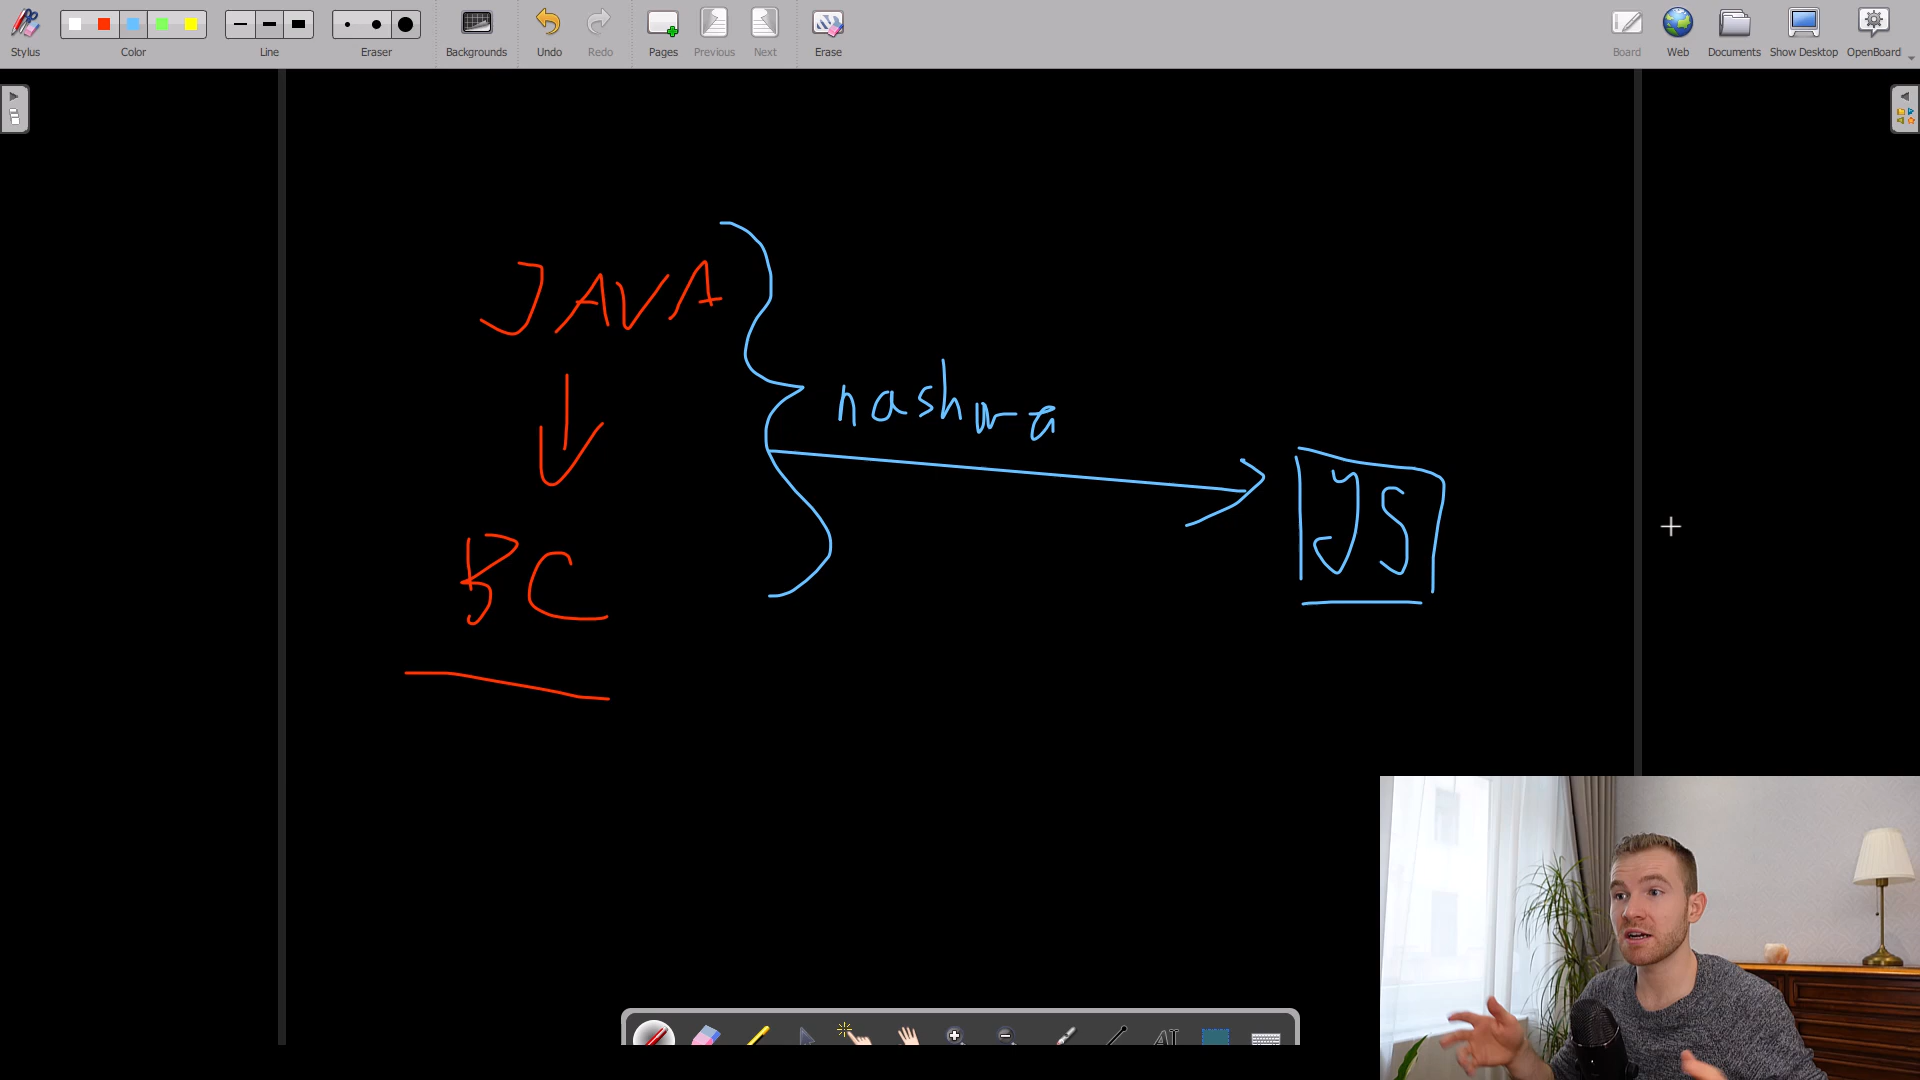 Stylus Color Line Eraser Backgrounds Undo Redo Pages Previous Next Erase Board Web Documents Show Desktop OpenBoard
JAVA
nashorn
JS
BC
AI